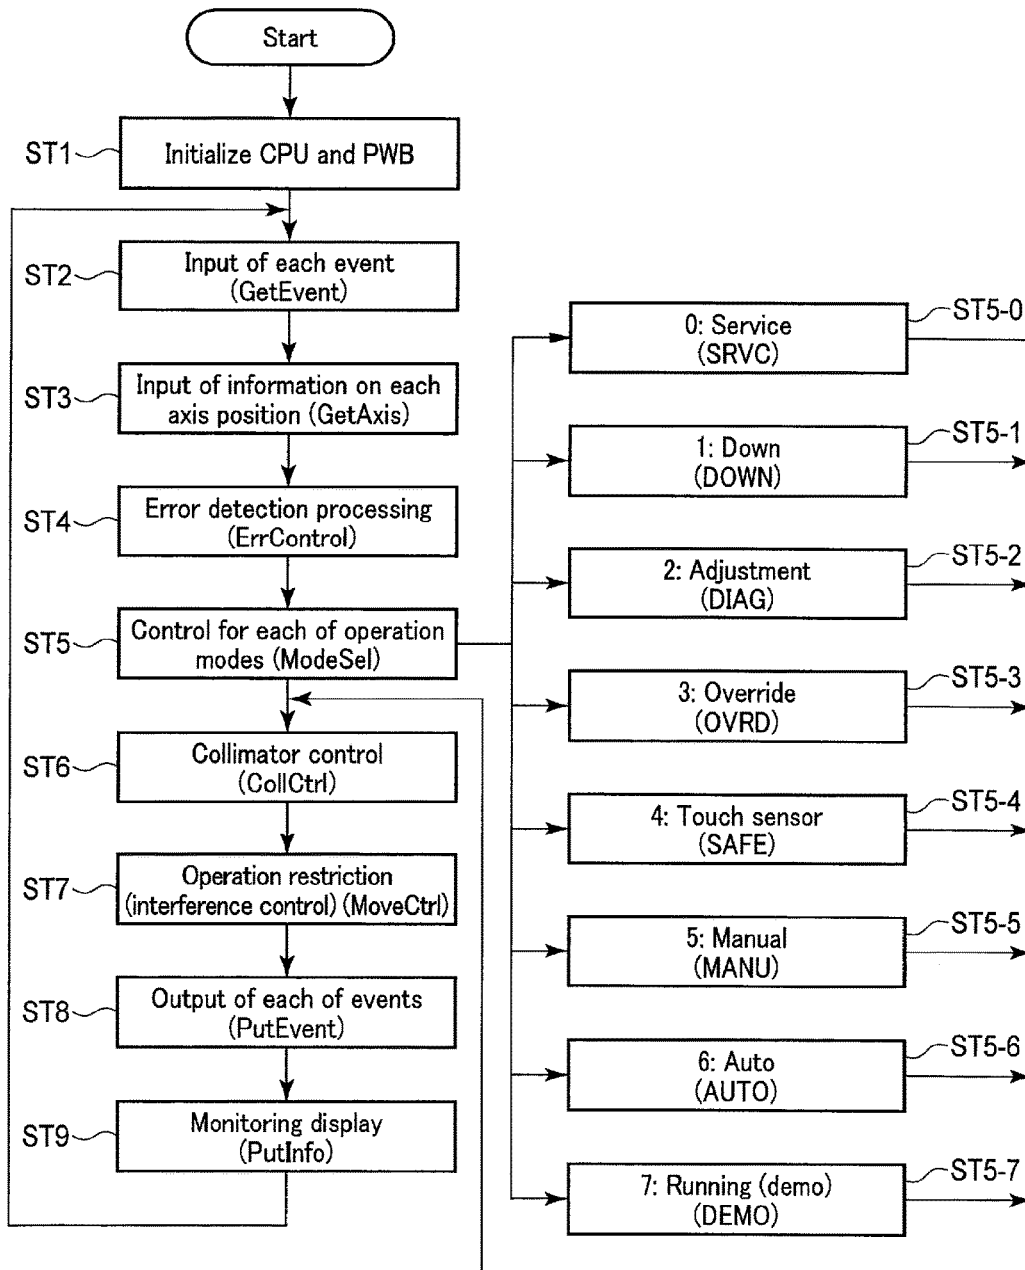 Start
ST1
Initialize CPU and PWB
ST2
Input of each event
(GetEvent)
ST3
Input of information on each
axis position (GetAxis)
ST4
Error detection processing
(ErrControl)
ST5
Control for each of operation
modes (ModeSel)
ST6
Collimator control
(CollCtrl)
ST7
Operation restriction
(interference control) (MoveCtrl)
ST8
Output of each of events
(PutEvent)
ST9
Monitoring display
(PutInfo)
0: Service
(SRVC)
ST5-0
1: Down
(DOWN)
ST5-1
2: Adjustment
(DIAG)
ST5-2
3: Override
(OVRD)
ST5-3
4: Touch sensor
(SAFE)
ST5-4
5: Manual
(MANU)
ST5-5
6: Auto
(AUTO)
ST5-6
7: Running (demo)
(DEMO)
ST5-7